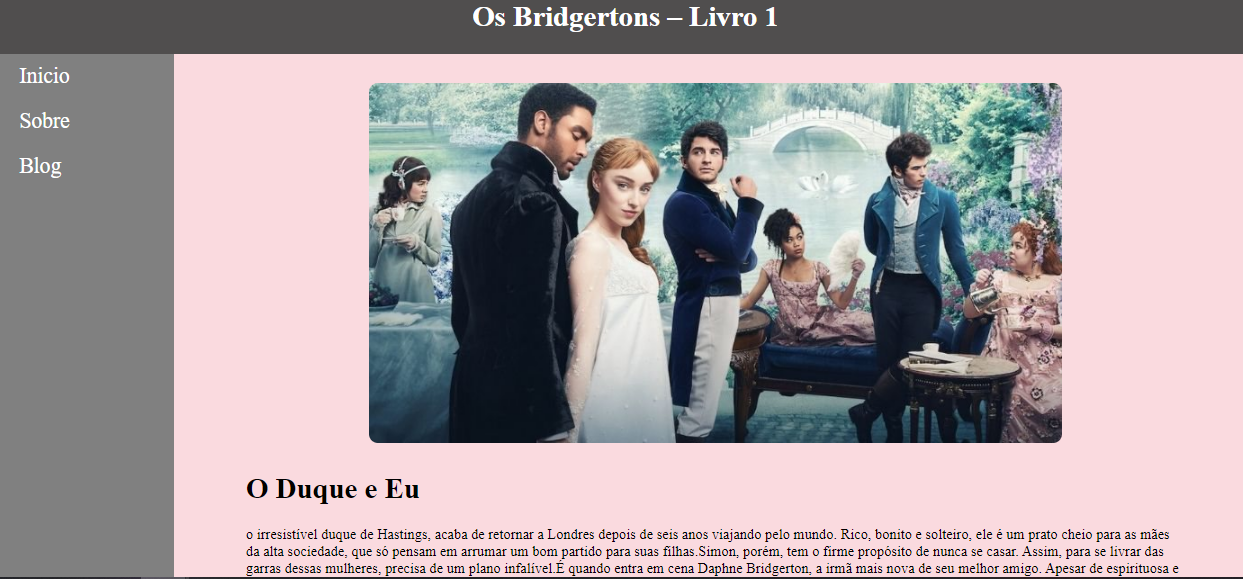 Os Bridgertons – Livro 1
Inicio
Sobre
Blog
O Duque e Eu
o irresistível duque de Hastings, acaba de retornar a Londres depois de seis anos viajando pelo mundo. Rico, bonito e solteiro, ele é um prato cheio para as mães
da alta sociedade, que só pensam em arrumar um bom partido para suas filhas.Simon, porém, tem o firme propósito de nunca se casar. Assim, para se livrar das
garras dessas mulheres, precisa de um plano infalível.É quando entra em cena Daphne Bridgerton, a irmã mais nova de seu melhor amigo. Apesar de espirituosa e